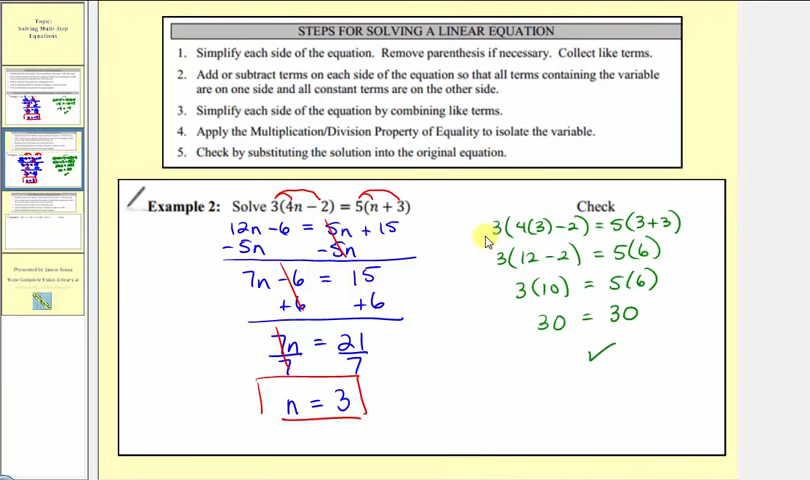 Topic:
Solving Multi-Step
Equations
STEPS FOR SOLVING A LINEAR EQUATION
1. Simplify each side of the equation. Remove parenthesis if necessary. Collect like terms.
2. Add or subtract terms on each side of the equation so that all terms containing the variable
are on one side and all constant terms are on the other side.
3. Simplify each side of the equation by combining like terms.
4. Apply the Multiplication/Division Property of Equality to isolate the variable.
5. Check by substituting the solution into the original equation.
Example 2: Solve 3(4n − 2) = 5(n + 3)
12n − 6 = 5n + 15
−5n −5n
7n − 6 = 15
+6 +6
7n = 21
7 7
n = 3
Check
3(4(3) − 2) = 5(3+3)
3(12 − 2) = 5(6)
3(10) = 5(6)
30 = 30
✓
Presented by James Sousa
View Complete Video Library at